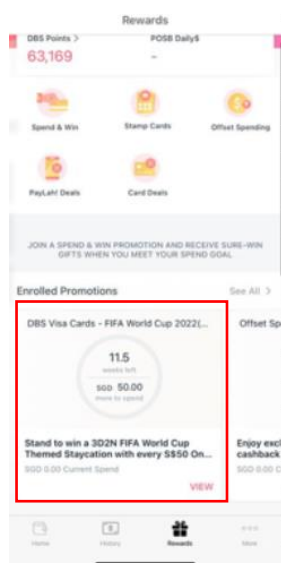 Rewards
DBS Points >
POSB Daily$
63,169
-
Spend & Win
Stamp Cards
Offset Spending
PayLah! Deals
Card Deals
JOIN A SPEND & WIN PROMOTION AND RECEIVE SURE-WIN
GIFTS WHEN YOU MEET YOUR SPEND GOAL.
Enrolled Promotions
See All >
DBS Visa Cards - FIFA World Cup 2022(...
11.5
weeks left
SGD 50.00
more to spend
Stand to win a 3D2N FIFA World Cup
Themed Staycation with every S$50 On...
SGD 0.00 Current Spend
VIEW
Offset Sp
Enjoy excl
cashback
SGD 0.00 C
Home
History
Rewards
More